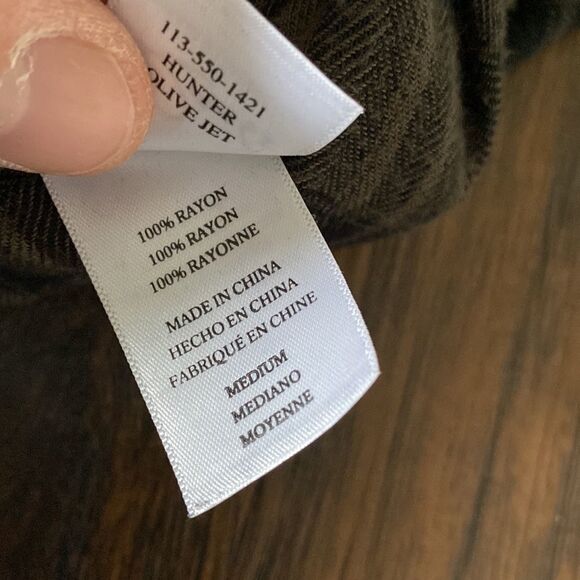 113-550-1421
HUNTER
OLIVE JET
100% RAYON
100% RAYON
100% RAYONNE
MADE IN CHINA
HECHO EN CHINA
FABRIQUÉ EN CHINE
MEDIUM
MEDIANO
MOYENNE